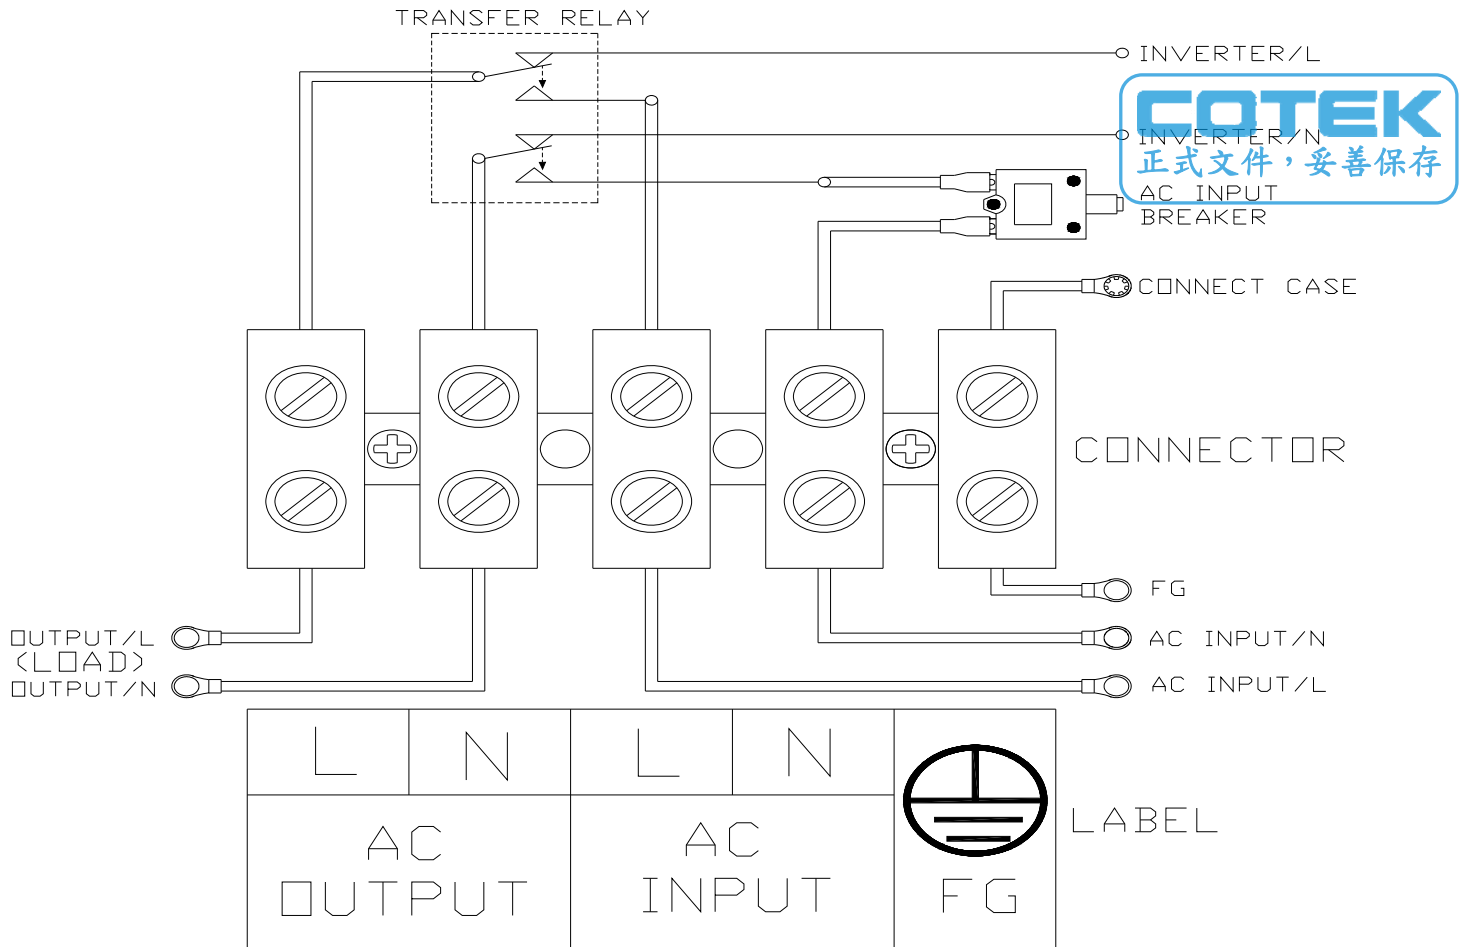 TRANSFER RELAY
INVERTER/L
COTEK
INVERTER/N
正式文件，妥善保存
AC INPUT
BREAKER
CONNECT CASE
CONNECTOR
FG
OUTPUT/L
AC INPUT/N
(LOAD)
OUTPUT/N
AC INPUT/L
L N L N
AC
OUTPUT
AC
INPUT
FG
LABEL